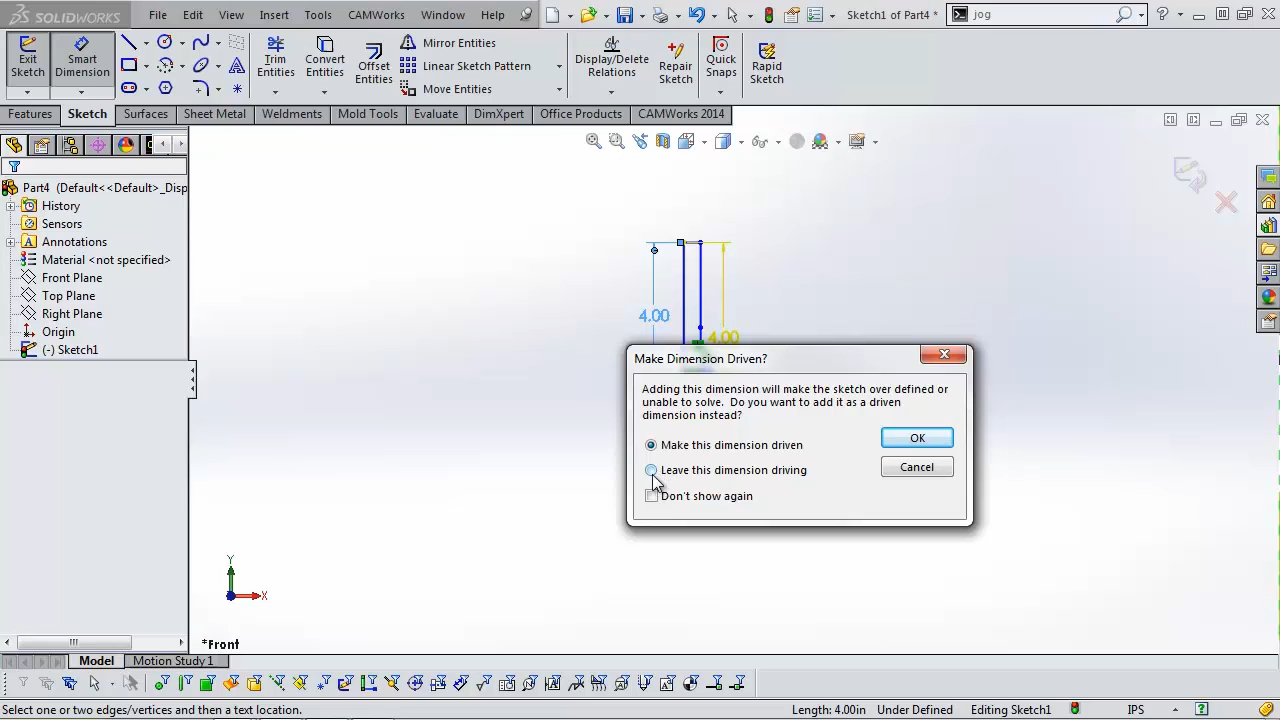 SOLIDWORKS File Edit View Insert Tools CAMWorks Window Help Sketch1 of Part4 * jog
Exit Sketch
Smart Dimension
Trim Entities
Convert Entities
Offset Entities
Mirror Entities
Linear Sketch Pattern
Move Entities
Display/Delete Relations
Repair Sketch
Quick Snaps
Rapid Sketch
Features Sketch Surfaces Sheet Metal Weldments Mold Tools Evaluate DimXpert Office Products CAMWorks 2014
Part4 (Default<<Default>_Disp
History
Sensors
Annotations
Material <not specified>
Front Plane
Top Plane
Right Plane
Origin
(-) Sketch1
4.00
4.00
Make Dimension Driven?
Adding this dimension will make the sketch over defined or
unable to solve. Do you want to add it as a driven
dimension instead?
Make this dimension driven
Leave this dimension driving
Don't show again
OK
Cancel
Y
X
*Front
Model Motion Study 1
Select one or two edges/vertices and then a text location. Length: 4.00in Under Defined Editing Sketch1 IPS